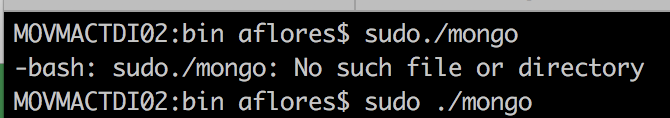 MOVMACTDI02:bin aflores$ sudo./mongo
-bash: sudo./mongo: No such file or directory
MOVMACTDI02:bin aflores$ sudo ./mongo